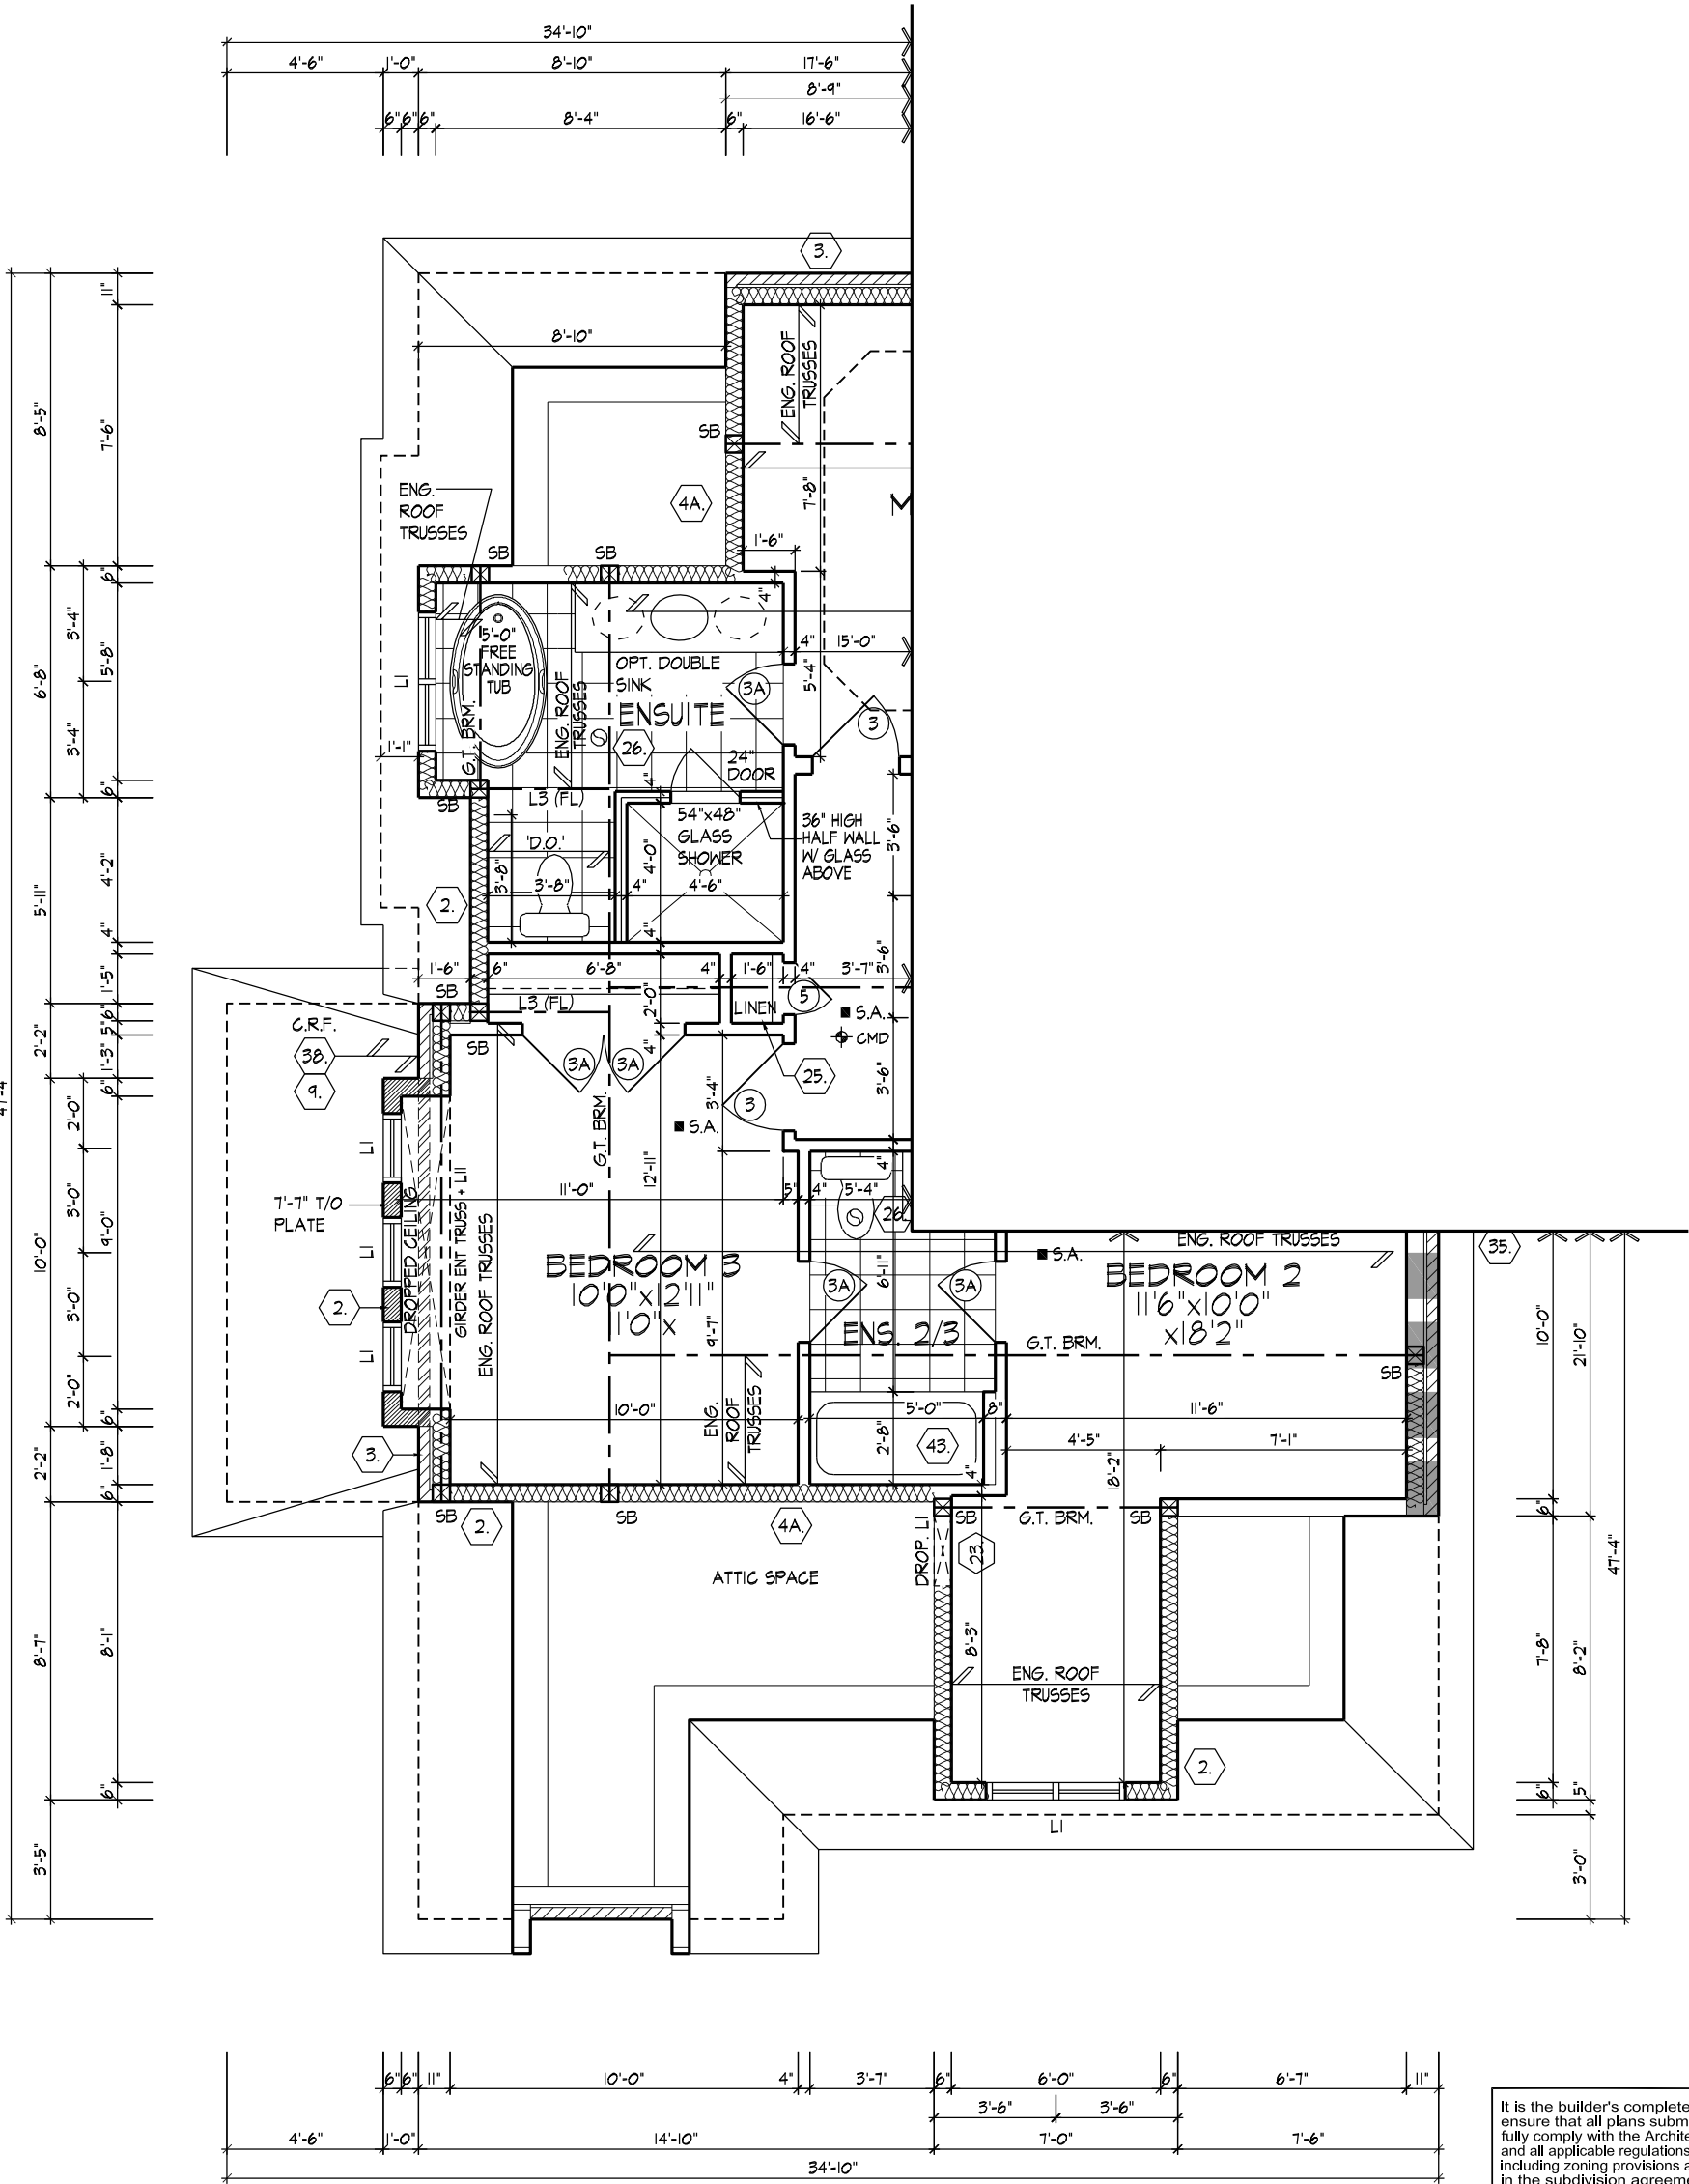 34'-10"
4'-6" 1'-0" 8'-10" 17'-6"
8'-9"
6" 6" 6" 8'-4" 6" 16'-6"
3.
11"
8'-10"
ENG. ROOF
TRUSSES
8'-5"
7'-6"
SB
ENG.
ROOF
TRUSSES
4A.
7'-8"
M
1'-6"
SB SB
6"
4"
3'-4"
5'-8"
6'-8"
3'-4"
5'-0"
FREE
STANDING
TUB
4" 15'-0"
OPT. DOUBLE
SINK
5'-4"
L1
3A
ENG. ROOF
TRUSSES
ENSUITE
3
G.T. BRM.
1'-1"
26.
24"
DOOR
4"
6"
SB
L3 (FL)
54"x48"
GLASS
SHOWER
36" HIGH
HALF WALL
W/ GLASS
ABOVE
3'-6"
'D.O.'
4'-0"
4'-2"
3'-8"
3'-8" 4" 4'-6"
5'-11"
2.
4"
4"
3'-6"
1'-5"
1'-6" 6" 6'-8" 4" 1'-6" 4" 3'-7"
SB
L3 (FL)
2'-0"
LINEN
5
S.A.
CMD
6"
5"
2'-2"
1'-3"
6"
C.R.F.
38.
9.
SB
4"
3A 3A
25.
3'-6"
3'-4"
3
47'-4"
2'-0"
G.T. BRM.
S.A.
L1
4"
12'-11"
3'-0"
9'-0"
7'-7" T/O
PLATE
11'-0" 5" 4" 5'-4"
26.
DROPPED CEILING
GIRDER ENT TRUSS + L11
ENG. ROOF TRUSSES
L1
10'-0"
ENG. ROOF TRUSSES
S.A.
35.
BEDROOM 3
10'0"x12'11"
11'0"x
BEDROOM 2
11'6"x10'0"
x18'2"
6'-11"
3A 3A
3'-0"
2.
9'-7"
ENS. 2/3
G.T. BRM.
10'-0"
21'-10"
L1
SB
2'-0"
6"
ENG.
ROOF
TRUSSES
10'-0" 5'-0" 8" 11'-6"
2'-2"
1'-8"
3.
2'-8"
43.
4'-5" 7'-1"
18'-2"
4"
6"
SB
2.
SB
4A.
SB
G.T. BRM.
SB
6"
DROP. L1
23.
47'-4"
ATTIC SPACE
8'-7"
8'-1"
8'-3"
7'-8"
8'-2"
ENG. ROOF
TRUSSES
2.
6"
6"
5"
L1
3'-5"
3'-0"
6" 6" 11" 10'-0" 4" 3'-7" 6" 6'-0" 6" 6'-7" 11"
3'-6" 3'-6"
4'-6" 1'-0" 14'-10" 7'-0" 7'-6"
34'-10"
It is the builder's complete
ensure that all plans subm
fully comply with the Archite
and all applicable regulations
including zoning provisions a
in the subdivision agreeme